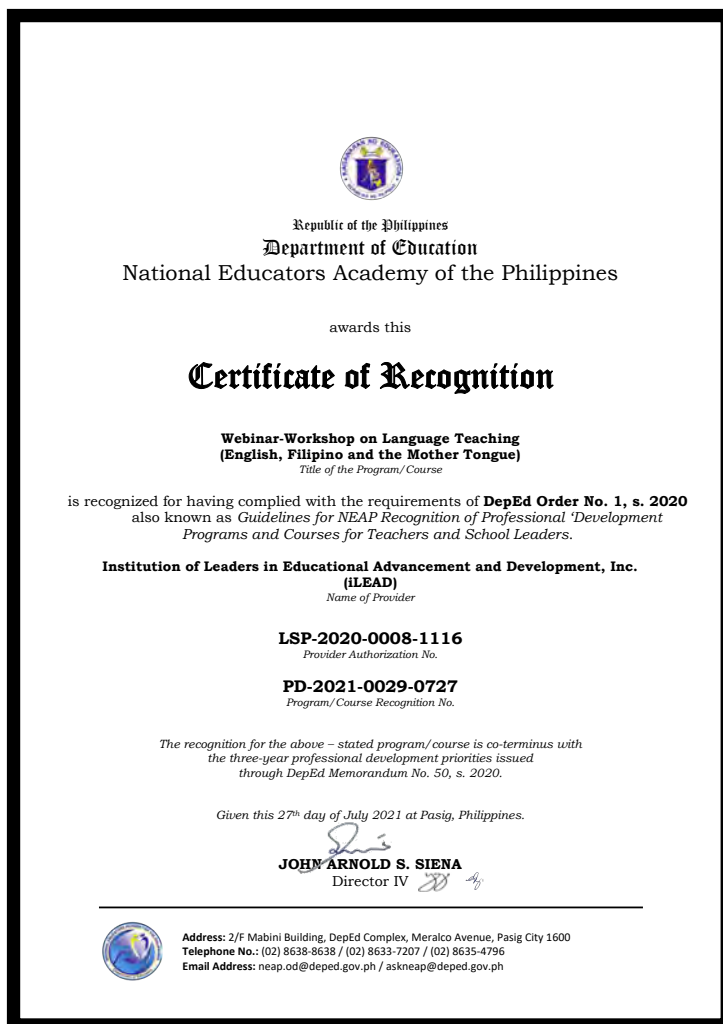 KAGAWARAN NG EDUKASYON
REPUBLIKA NG PILIPINAS
Republic of the Philippines
Department of Education
National Educators Academy of the Philippines
awards this
Certificate of Recognition
Webinar-Workshop on Language Teaching
(English, Filipino and the Mother Tongue)
Title of the Program/Course
is recognized for having complied with the requirements of DepEd Order No. 1, s. 2020
also known as Guidelines for NEAP Recognition of Professional ‘Development
Programs and Courses for Teachers and School Leaders.
Institution of Leaders in Educational Advancement and Development, Inc.
(iLEAD)
Name of Provider
LSP-2020-0008-1116
Provider Authorization No.
PD-2021-0029-0727
Program/Course Recognition No.
The recognition for the above – stated program/course is co-terminus with
the three-year professional development priorities issued
through DepEd Memorandum No. 50, s. 2020.
Given this 27th day of July 2021 at Pasig, Philippines.
JOHN ARNOLD S. SIENA
Director IV
Address: 2/F Mabini Building, DepEd Complex, Meralco Avenue, Pasig City 1600
Telephone No.: (02) 8638-8638 / (02) 8633-7207 / (02) 8635-4796
Email Address: neap.od@deped.gov.ph / askneap@deped.gov.ph